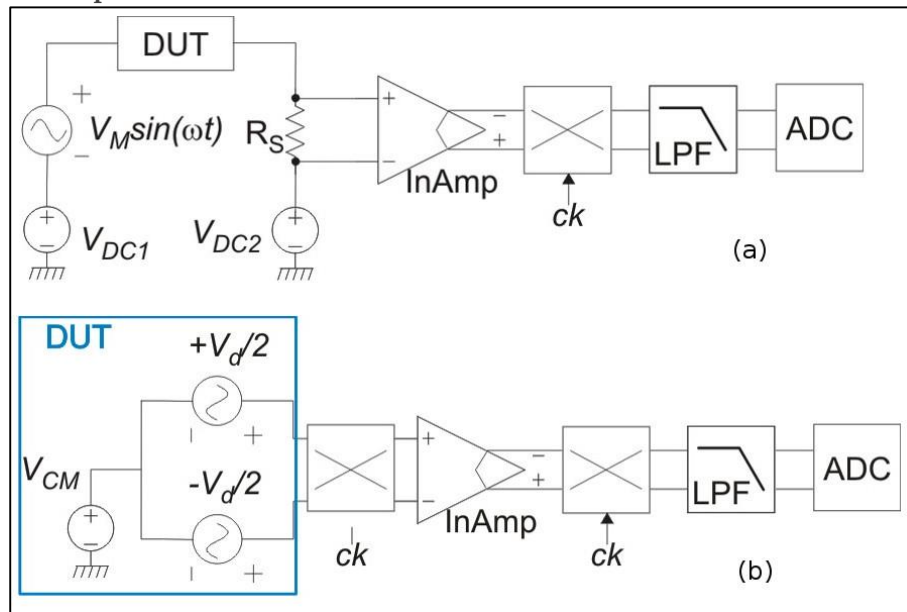 DUT
+
V_M sin(ωt)
−
R_S
+
−
−
+
InAmp
LPF
ADC
ck
+
−
V_DC1
V_DC2
+
−
(a)
DUT
+V_d/2
−
+
V_CM
-V_d/2
+
−
−
+
+
−
−
+
InAmp
LPF
ADC
ck
ck
(b)